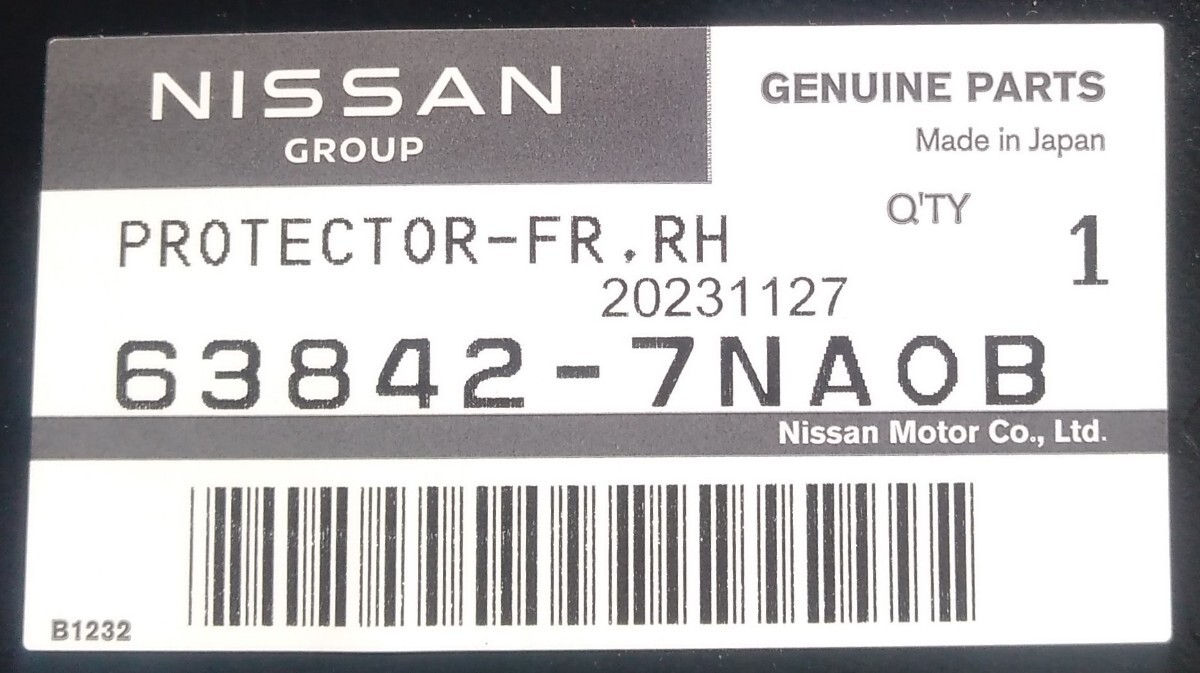 NISSAN
GROUP
GENUINE PARTS
Made in Japan
Q'TY
PROTECTOR-FR.RH
1
20231127
63842-7NA0B
Nissan Motor Co., Ltd.
B1232